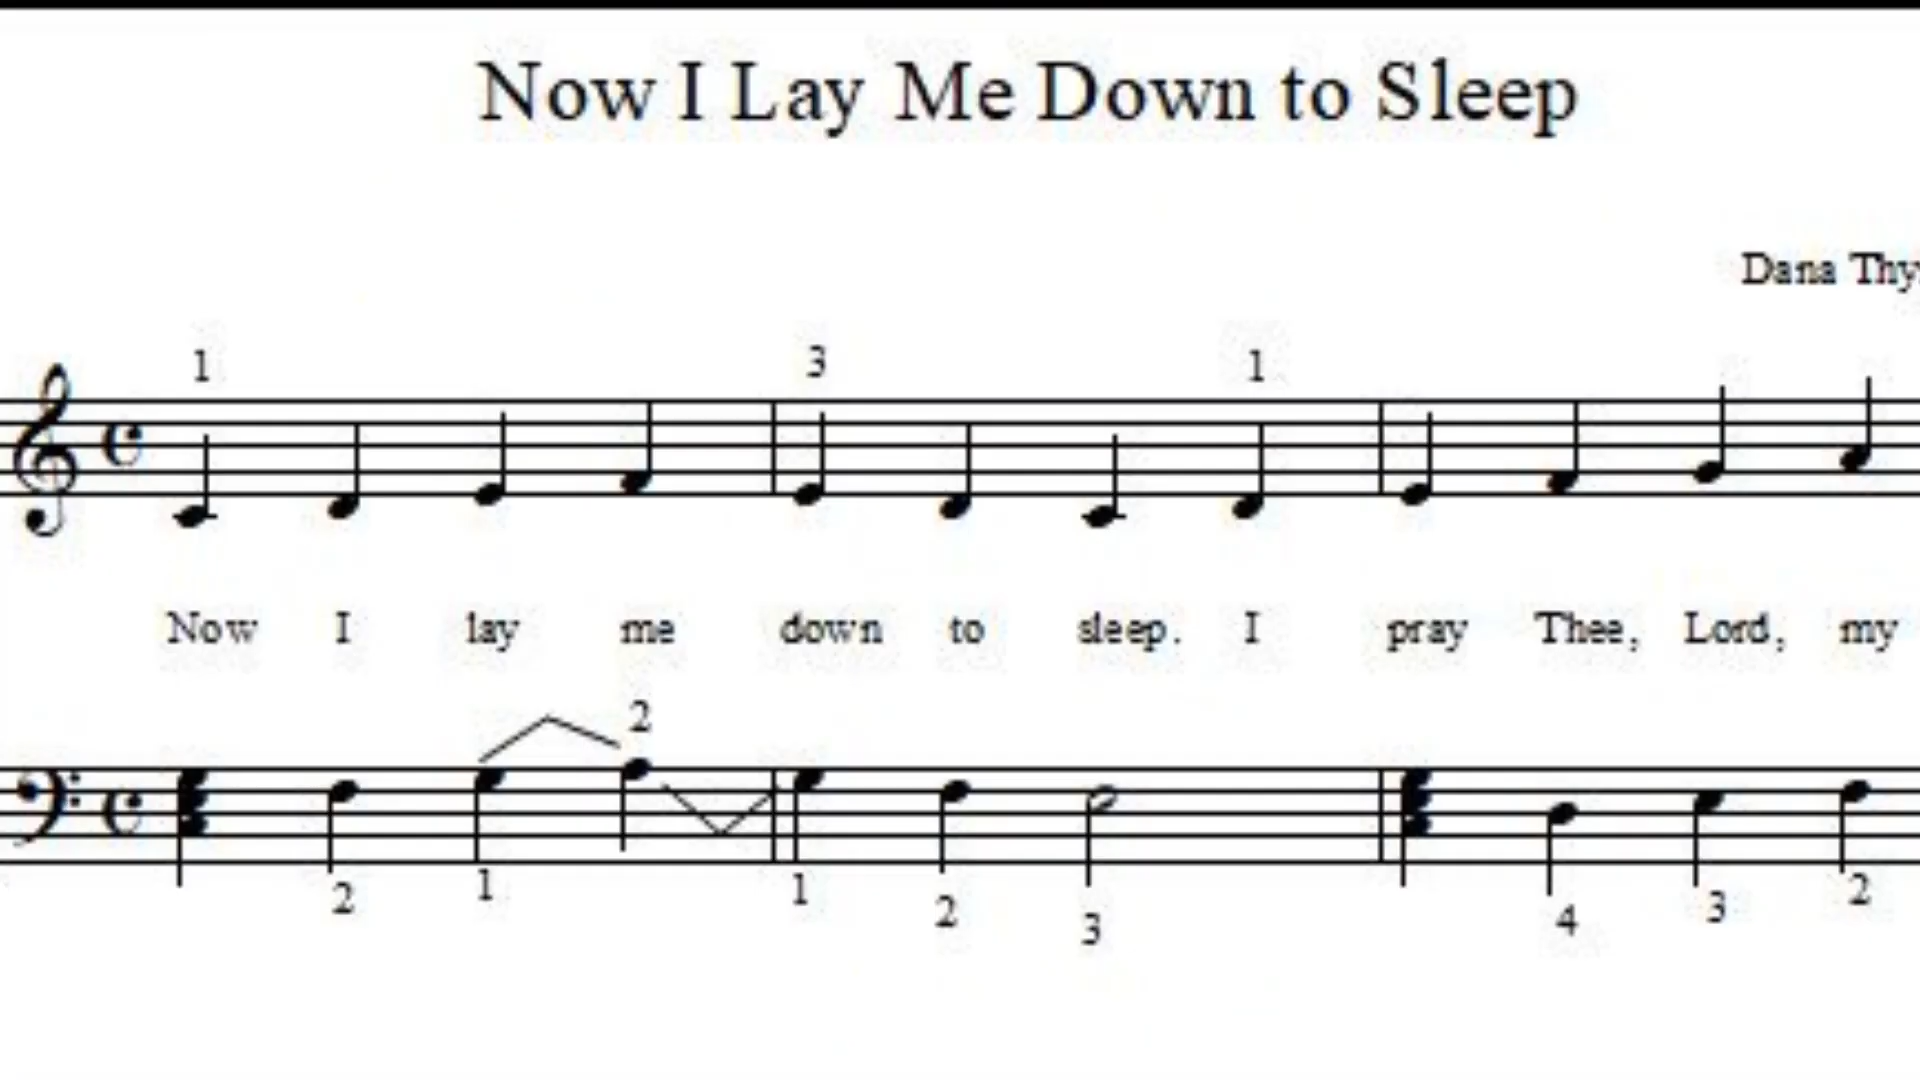 Now I Lay Me Down to Sleep
Dana
1 3 1
Now I lay me down to sleep. I pray Thee, Lord, my
2
2 1 1 2 3 4 3 2